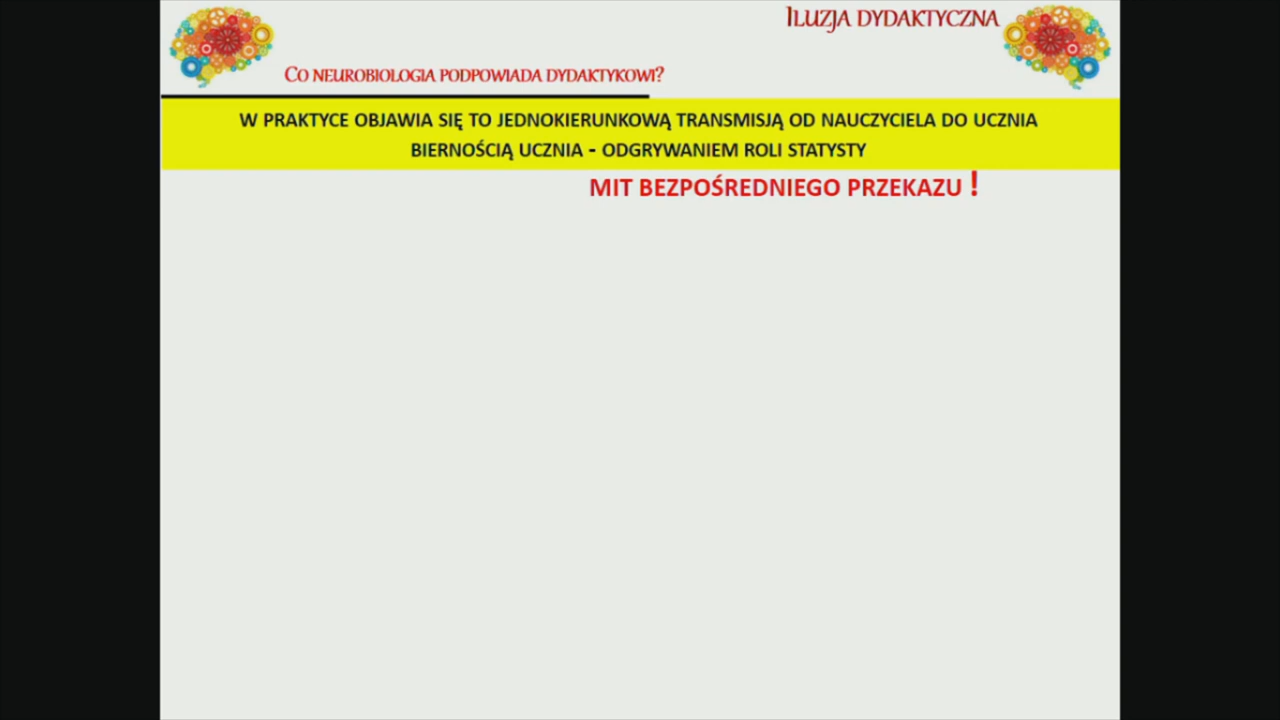 Iluzja dydaktyczna
Co neurobiologia podpowiada dydaktykowi?
W PRAKTYCE OBJAWIA SIĘ TO JEDNOKIERUNKOWĄ TRANSMISJĄ OD NAUCZYCIELA DO UCZNIA
BIERNOŚCIĄ UCZNIA - ODGRYWANIEM ROLI STATYSTY
MIT BEZPOŚREDNIEGO PRZEKAZU !